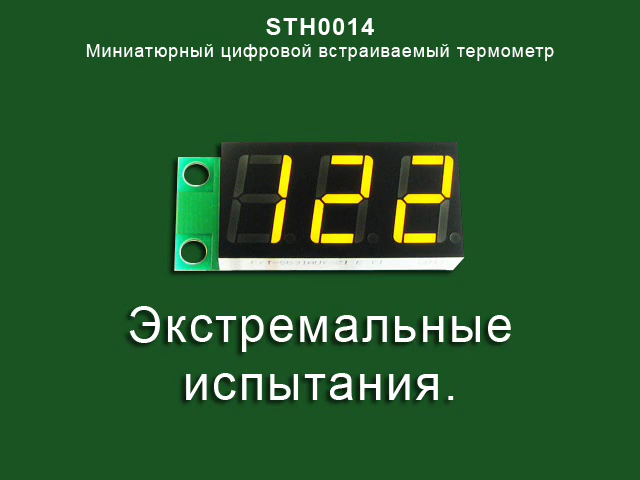 STH0014
Миниатюрный цифровой встраиваемый термометр
122
Экстремальные
испытания.